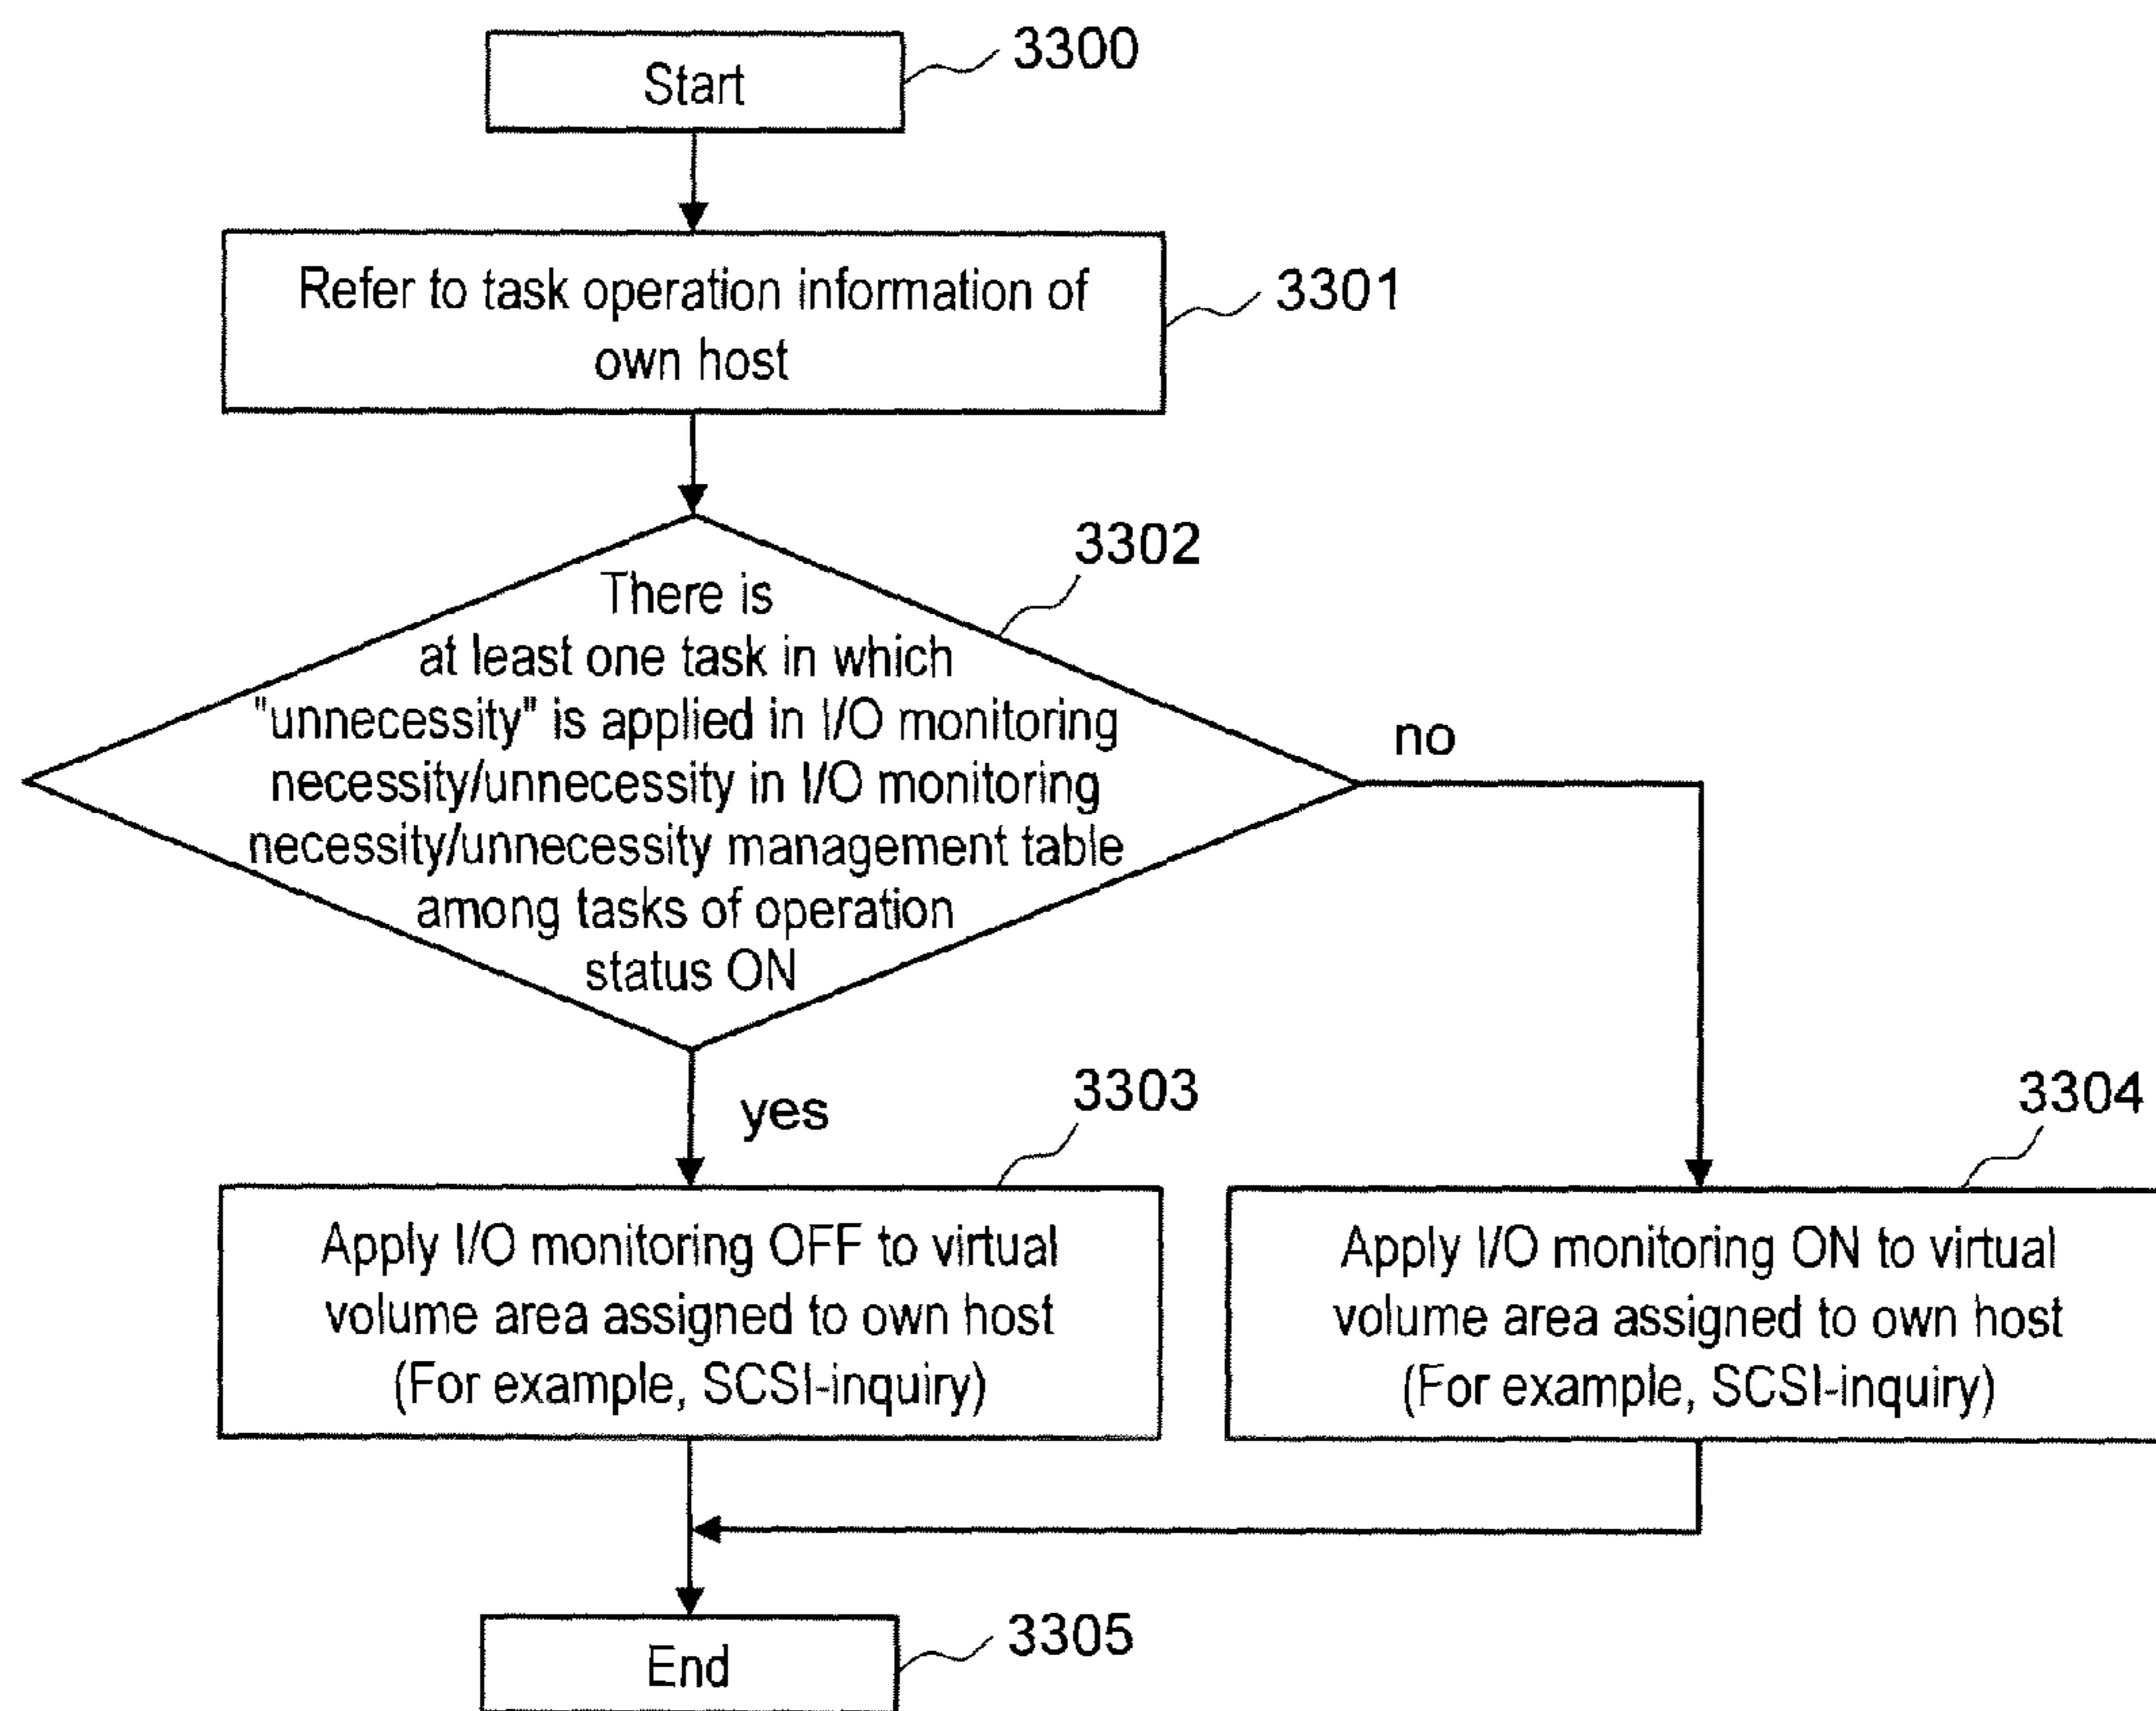 Start
3300
Refer to task operation information of
own host
3301
3302
There is
at least one task in which
"unnecessity" is applied in I/O monitoring
necessity/unnecessity in I/O monitoring
necessity/unnecessity management table
among tasks of operation
status ON
no
yes
3303
3304
Apply I/O monitoring OFF to virtual
volume area assigned to own host
(For example, SCSI-inquiry)
Apply I/O monitoring ON to virtual
volume area assigned to own host
(For example, SCSI-inquiry)
End
3305